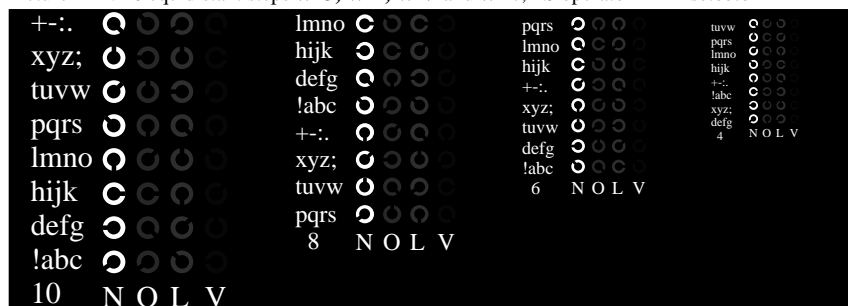 +-:.
xyz;
tuvw
pqrs
lmno
hijk
defg
!abc
10 N O L V
lmno
hijk
defg
!abc
+-:.
xyz;
tuvw
pqrs
8 N O L V
pqrs
lmno
hijk
+-:.
xyz;
tuvw
defg
!abc
6 N O L V
tuvw
pqrs
lmno
hijk
+-:.
!abc
xyz;
defg
4 N O L V